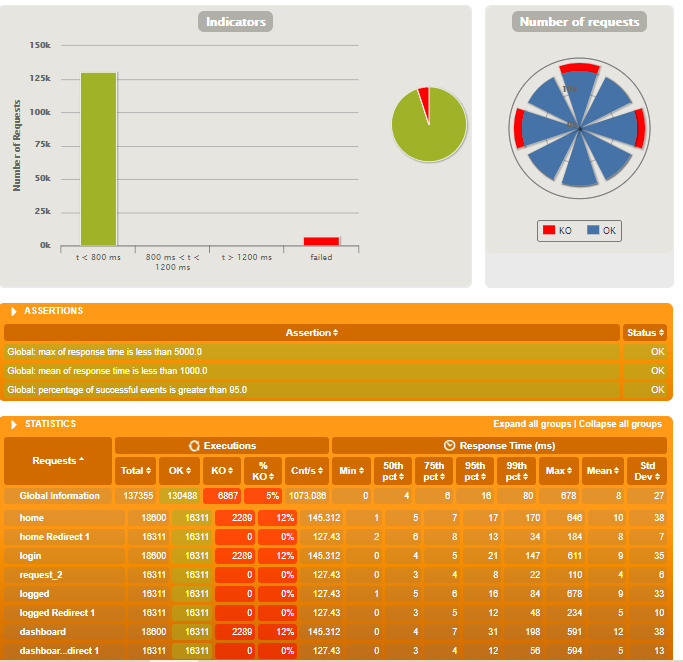 Indicators
Number of requests
150k
125k
100k
75k
50k
25k
0k
Number of Requests
t < 800 ms
800 ms < t < 1200 ms
t > 1200 ms
failed
KO OK
ASSERTIONS
Assertion Status
Global: max of response time is less than 5000.0 OK
Global: mean of response time is less than 1000.0 OK
Global: percentage of successful events is greater than 95.0 OK
STATISTICS Expand all groups | Collapse all groups
Requests Executions Response Time (ms)
Total OK KO % KO Cnt/s Min 50th pct 75th pct 95th pct 99th pct Max Mean Std Dev
Global Information 137355 130488 6867 5% 1073.086 0 4 6 16 80 678 8 27
home 18600 16311 2289 12% 145.312 1 5 7 17 170 646 10 38
home Redirect 1 16311 16311 0 0% 127.43 2 6 8 13 34 184 8 7
login 18600 16311 2289 12% 145.312 0 4 5 21 147 611 9 35
request_2 16311 16311 0 0% 127.43 0 3 4 8 22 110 4 6
logged 16311 16311 0 0% 127.43 1 5 6 16 84 678 9 33
logged Redirect 1 16311 16311 0 0% 127.43 0 3 5 12 48 234 5 10
dashboard 18600 16311 2289 12% 145.312 0 4 7 31 198 591 12 38
dashboar...direct 1 16311 16311 0 0% 127.43 0 3 4 12 56 594 5 13